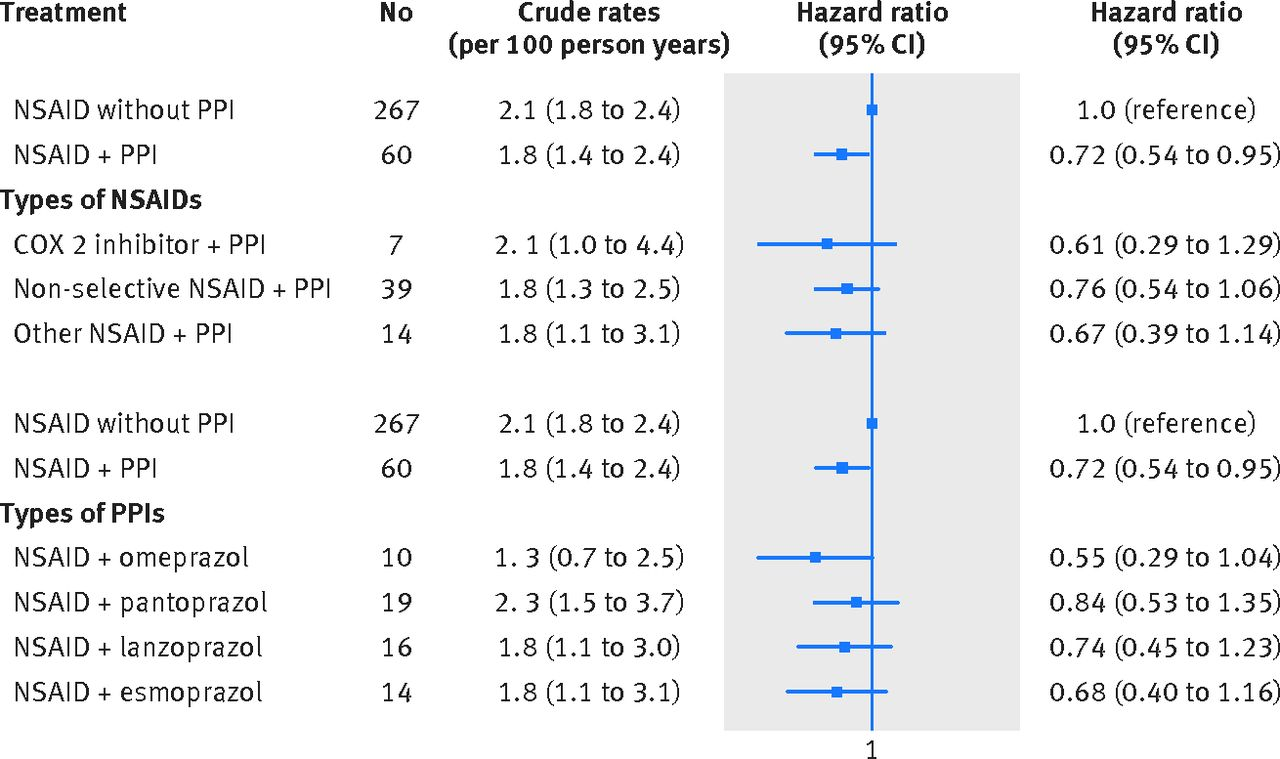 Treatment No Crude rates Hazard ratio Hazard ratio
(per 100 person years) (95% CI) (95% CI)
NSAID without PPI 267 2.1 (1.8 to 2.4) 1.0 (reference)
NSAID + PPI 60 1.8 (1.4 to 2.4) 0.72 (0.54 to 0.95)
Types of NSAIDs
COX 2 inhibitor + PPI 7 2. 1 (1.0 to 4.4) 0.61 (0.29 to 1.29)
Non-selective NSAID + PPI 39 1.8 (1.3 to 2.5) 0.76 (0.54 to 1.06)
Other NSAID + PPI 14 1.8 (1.1 to 3.1) 0.67 (0.39 to 1.14)
NSAID without PPI 267 2.1 (1.8 to 2.4) 1.0 (reference)
NSAID + PPI 60 1.8 (1.4 to 2.4) 0.72 (0.54 to 0.95)
Types of PPIs
NSAID + omeprazol 10 1. 3 (0.7 to 2.5) 0.55 (0.29 to 1.04)
NSAID + pantoprazol 19 2. 3 (1.5 to 3.7) 0.84 (0.53 to 1.35)
NSAID + lanzoprazol 16 1.8 (1.1 to 3.0) 0.74 (0.45 to 1.23)
NSAID + esmoprazol 14 1.8 (1.1 to 3.1) 0.68 (0.40 to 1.16)
1